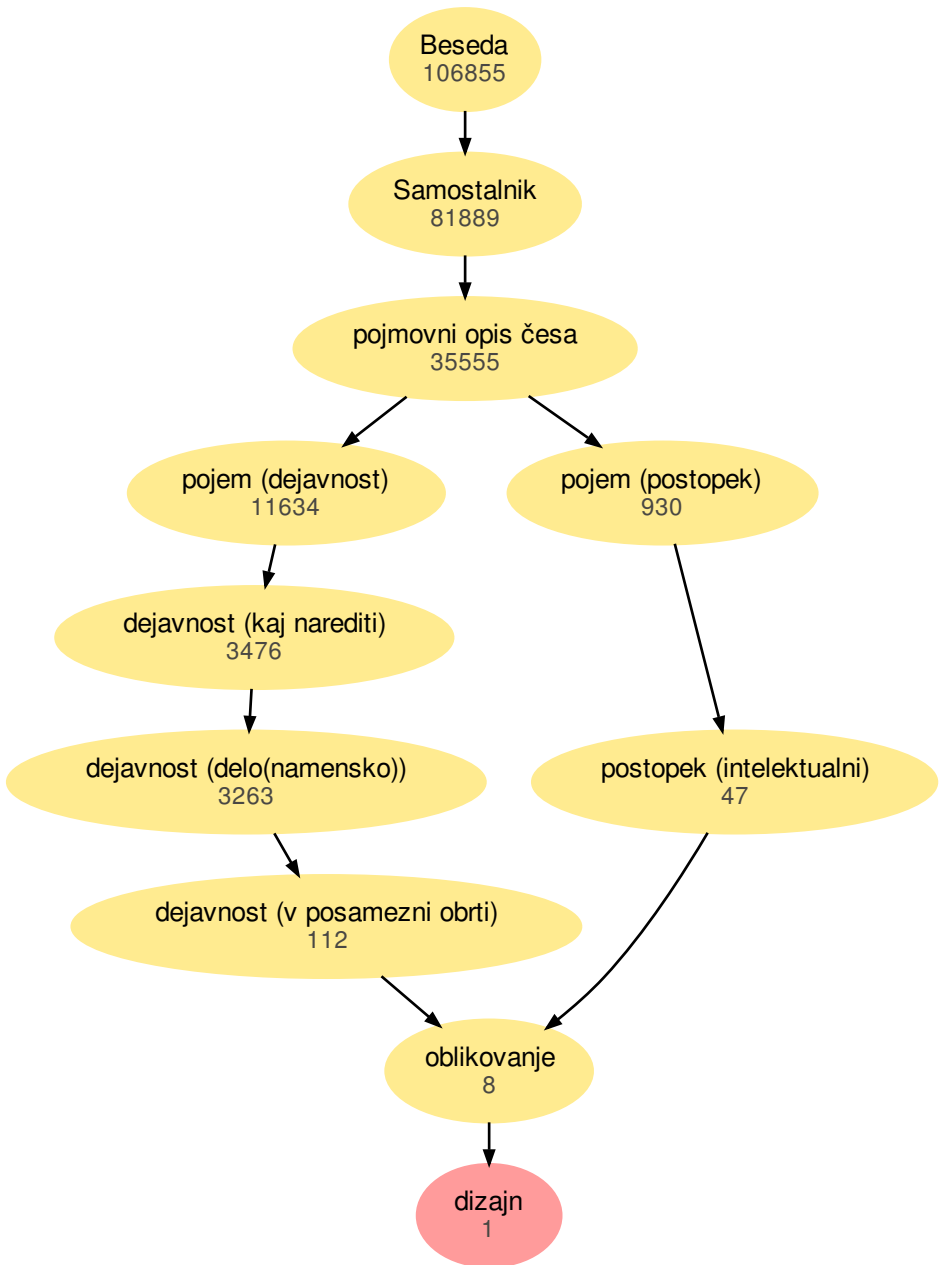 Beseda
106855
Samostalnik
81889
pojmovni opis česa
35555
pojem (dejavnost)
11634
pojem (postopek)
930
dejavnost (kaj narediti)
3476
dejavnost (delo(namensko))
3263
postopek (intelektualni)
47
dejavnost (v posamezni obrti)
112
oblikovanje
8
dizajn
1